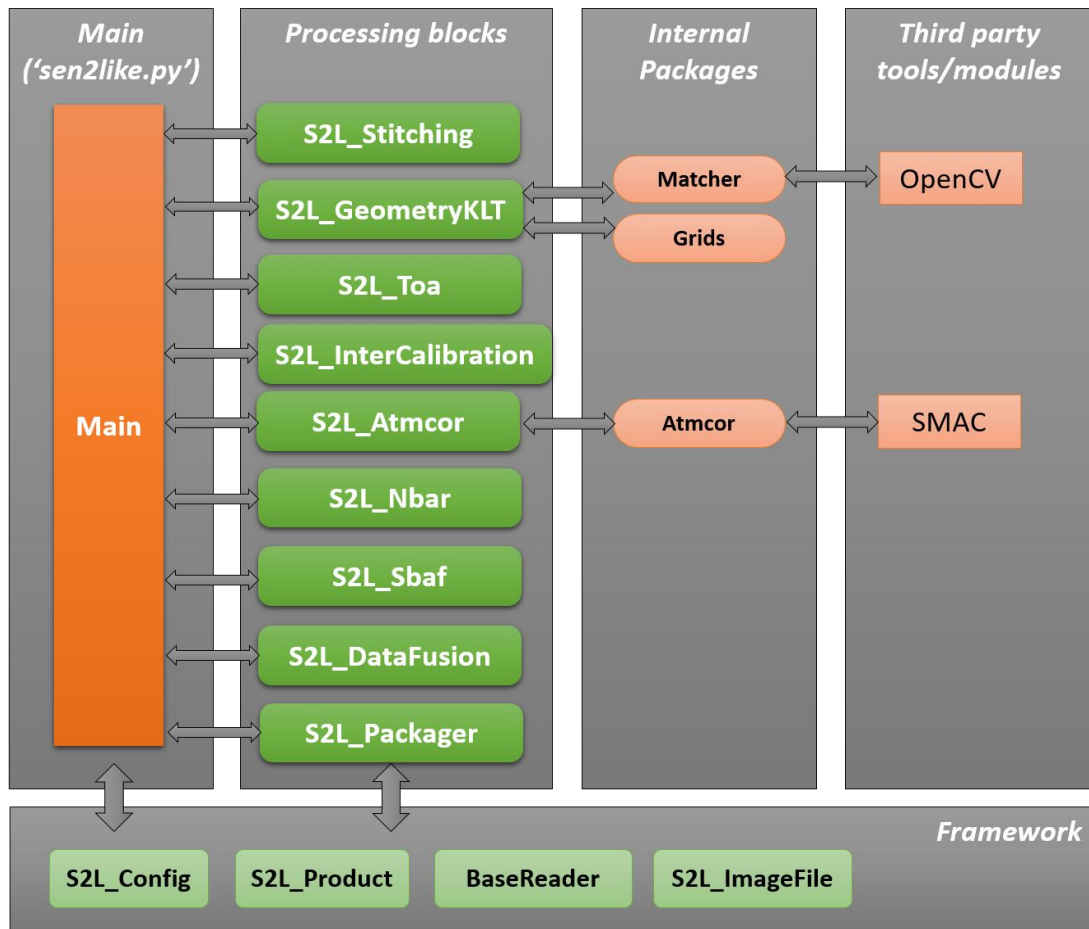 Main
(‘sen2like.py’)
Processing blocks
Internal
Packages
Third party
tools/modules
S2L_Stitching
S2L_GeometryKLT
S2L_Toa
S2L_InterCalibration
S2L_Atmcor
S2L_Nbar
S2L_Sbaf
S2L_DataFusion
S2L_Packager
Main
Matcher
Grids
Atmcor
OpenCV
SMAC
Framework
S2L_Config
S2L_Product
BaseReader
S2L_ImageFile